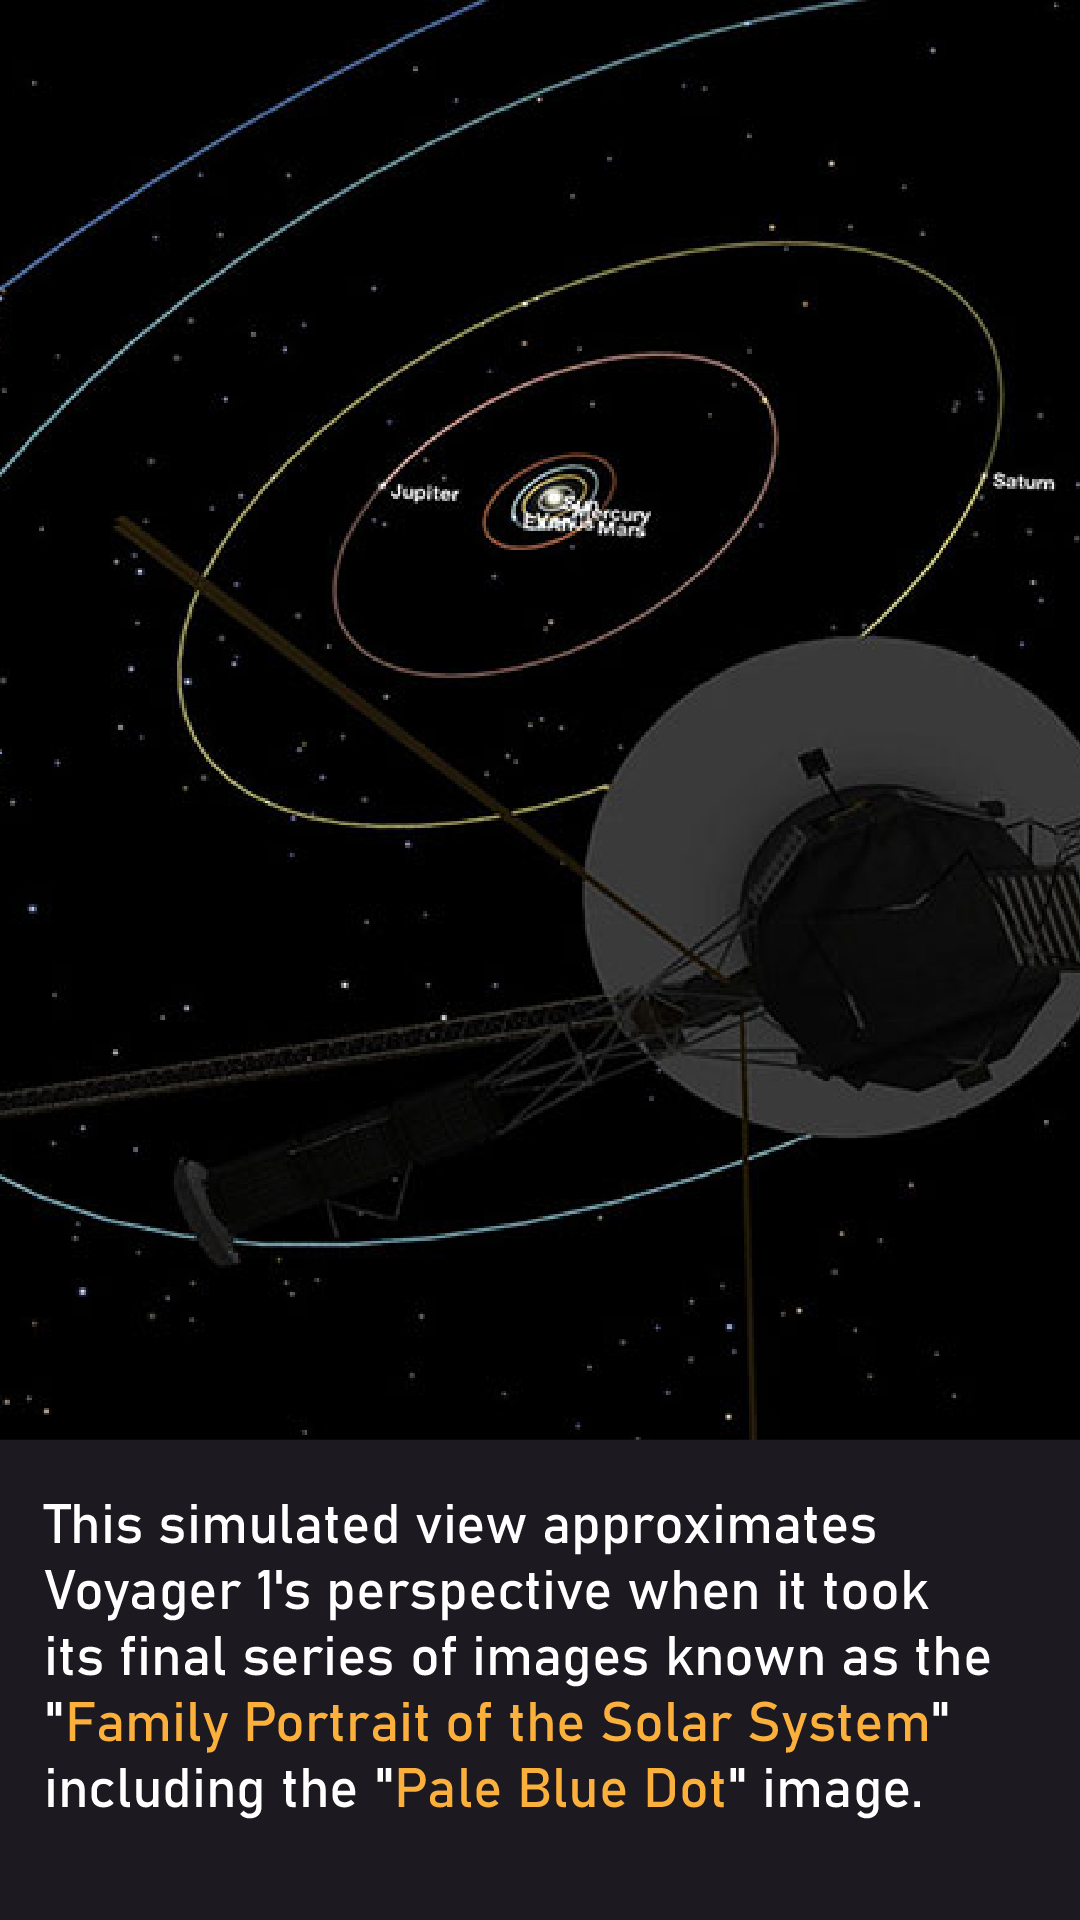 Jupiter
Saturn
Sun
Mercury
Venus
Mars
This simulated view approximates
Voyager 1's perspective when it took
its final series of images known as the
"Family Portrait of the Solar System"
including the "Pale Blue Dot" image.